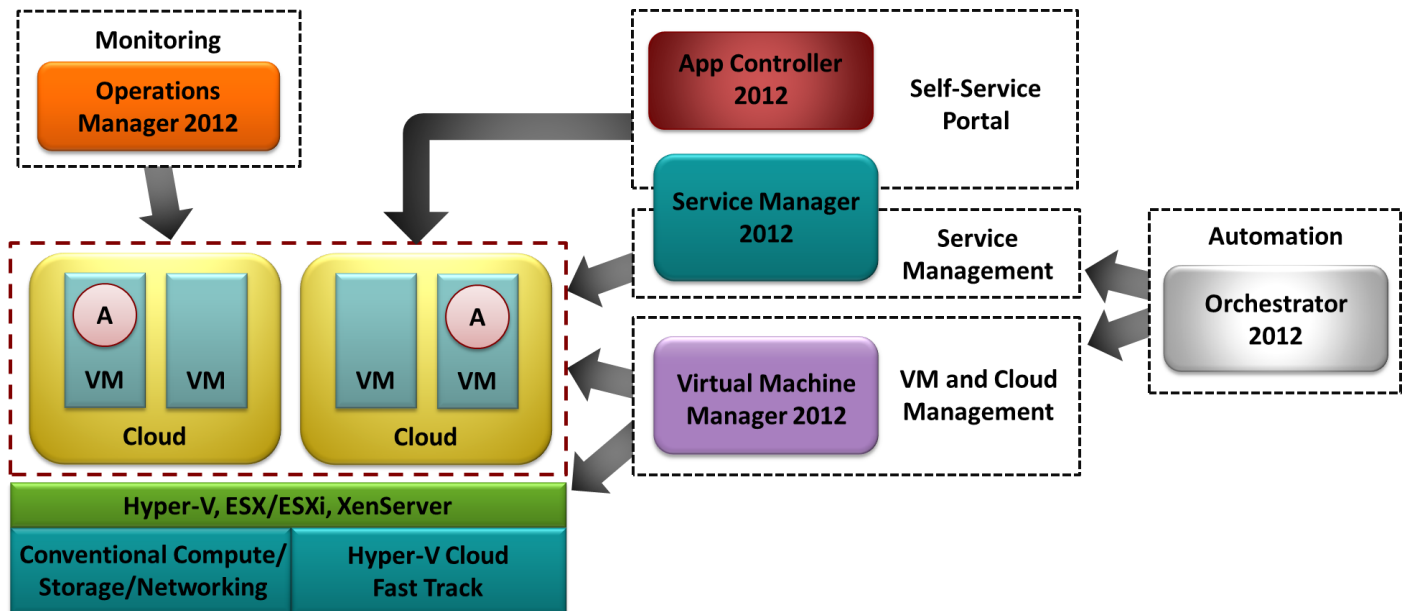 Monitoring
Operations
Manager 2012
App Controller
2012
Self-Service
Portal
Service Manager
2012
Service
Management
Automation
Orchestrator
2012
Virtual Machine
Manager 2012
VM and Cloud
Management
A
VM
VM
Cloud
VM
A
VM
Cloud
Hyper-V, ESX/ESXi, XenServer
Conventional Compute/
Storage/Networking
Hyper-V Cloud
Fast Track